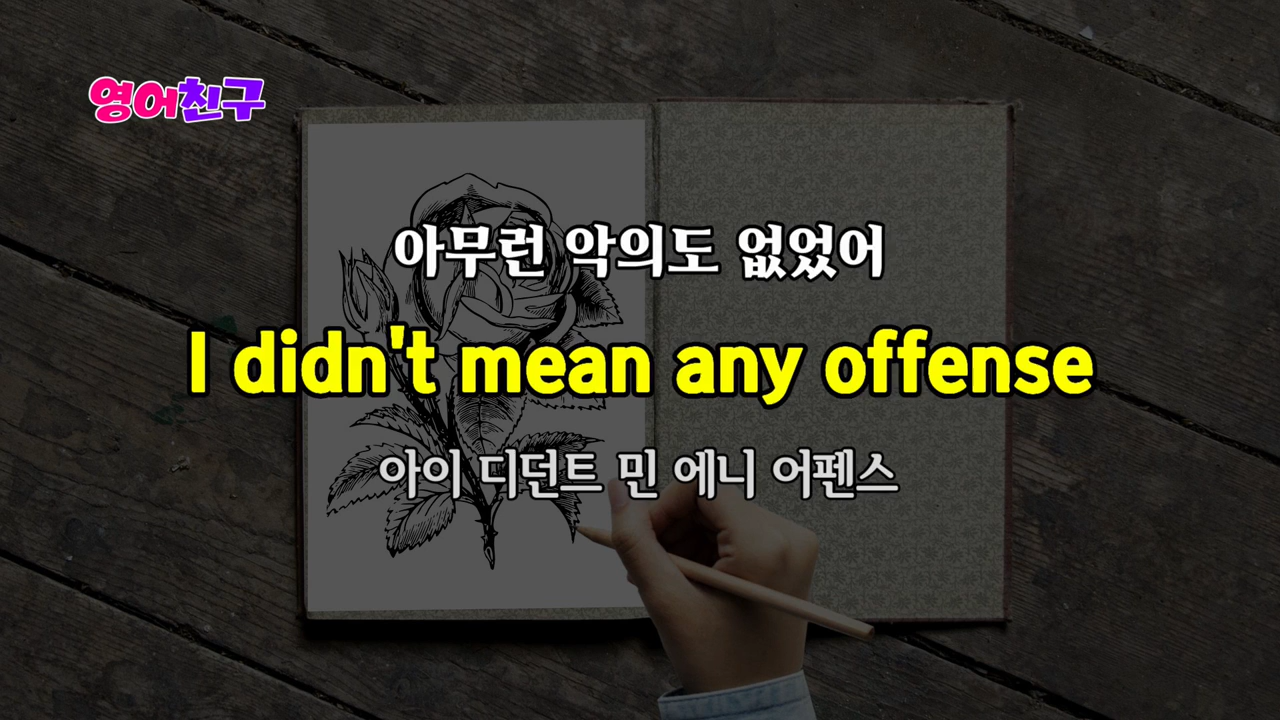 영어친구
아무런 악의도 없었어
I didn't mean any offense
아이 디던트 민 에니 어펜스